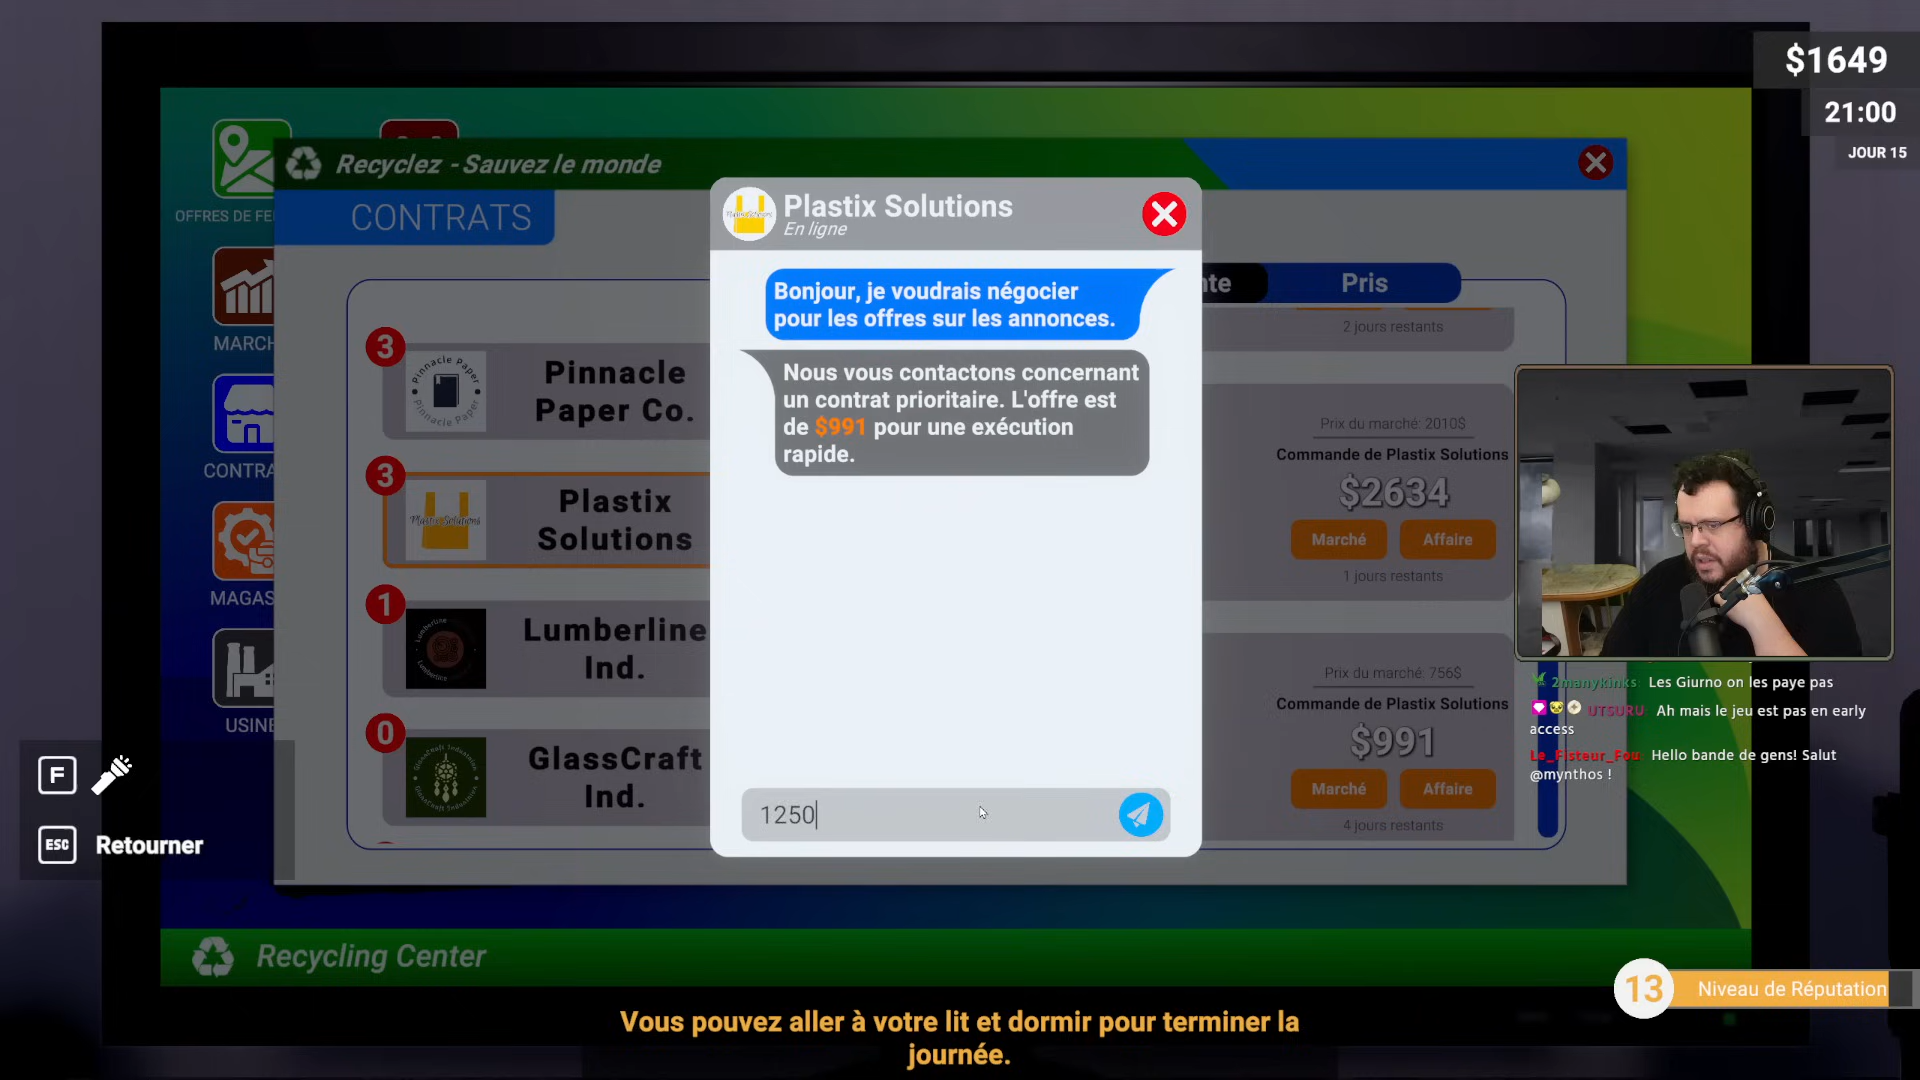 $1649
21:00
JOUR 15
Recyclez - Sauvez le monde
OFFRES DE FE
CONTRATS
MARCH
CONTRA
MAGAS
USINE
3
Pinnacle
Paper Co.
3
Plastix
Solutions
1
Lumberline
Ind.
0
GlassCraft
Ind.
Plastix Solutions
En ligne
Bonjour, je voudrais négocier
pour les offres sur les annonces.
Nous vous contactons concernant
un contrat prioritaire. L'offre est
de $991 pour une exécution
rapide.
1250
nte
Pris
2 jours restants
Prix du marché: 2010$
Commande de Plastix Solutions
$2634
Marché
Affaire
1 jours restants
Prix du marché: 756$
Commande de Plastix Solutions
$991
Marché
Affaire
4 jours restants
2manykinks: Les Giurno on les paye pas
UTSURU: Ah mais le jeu est pas en early
access
Le_Fisteur_Fou: Hello bande de gens! Salut
@mynthos !
F
ESC
Retourner
Recycling Center
13
Niveau de Réputation
Vous pouvez aller à votre lit et dormir pour terminer la
journée.